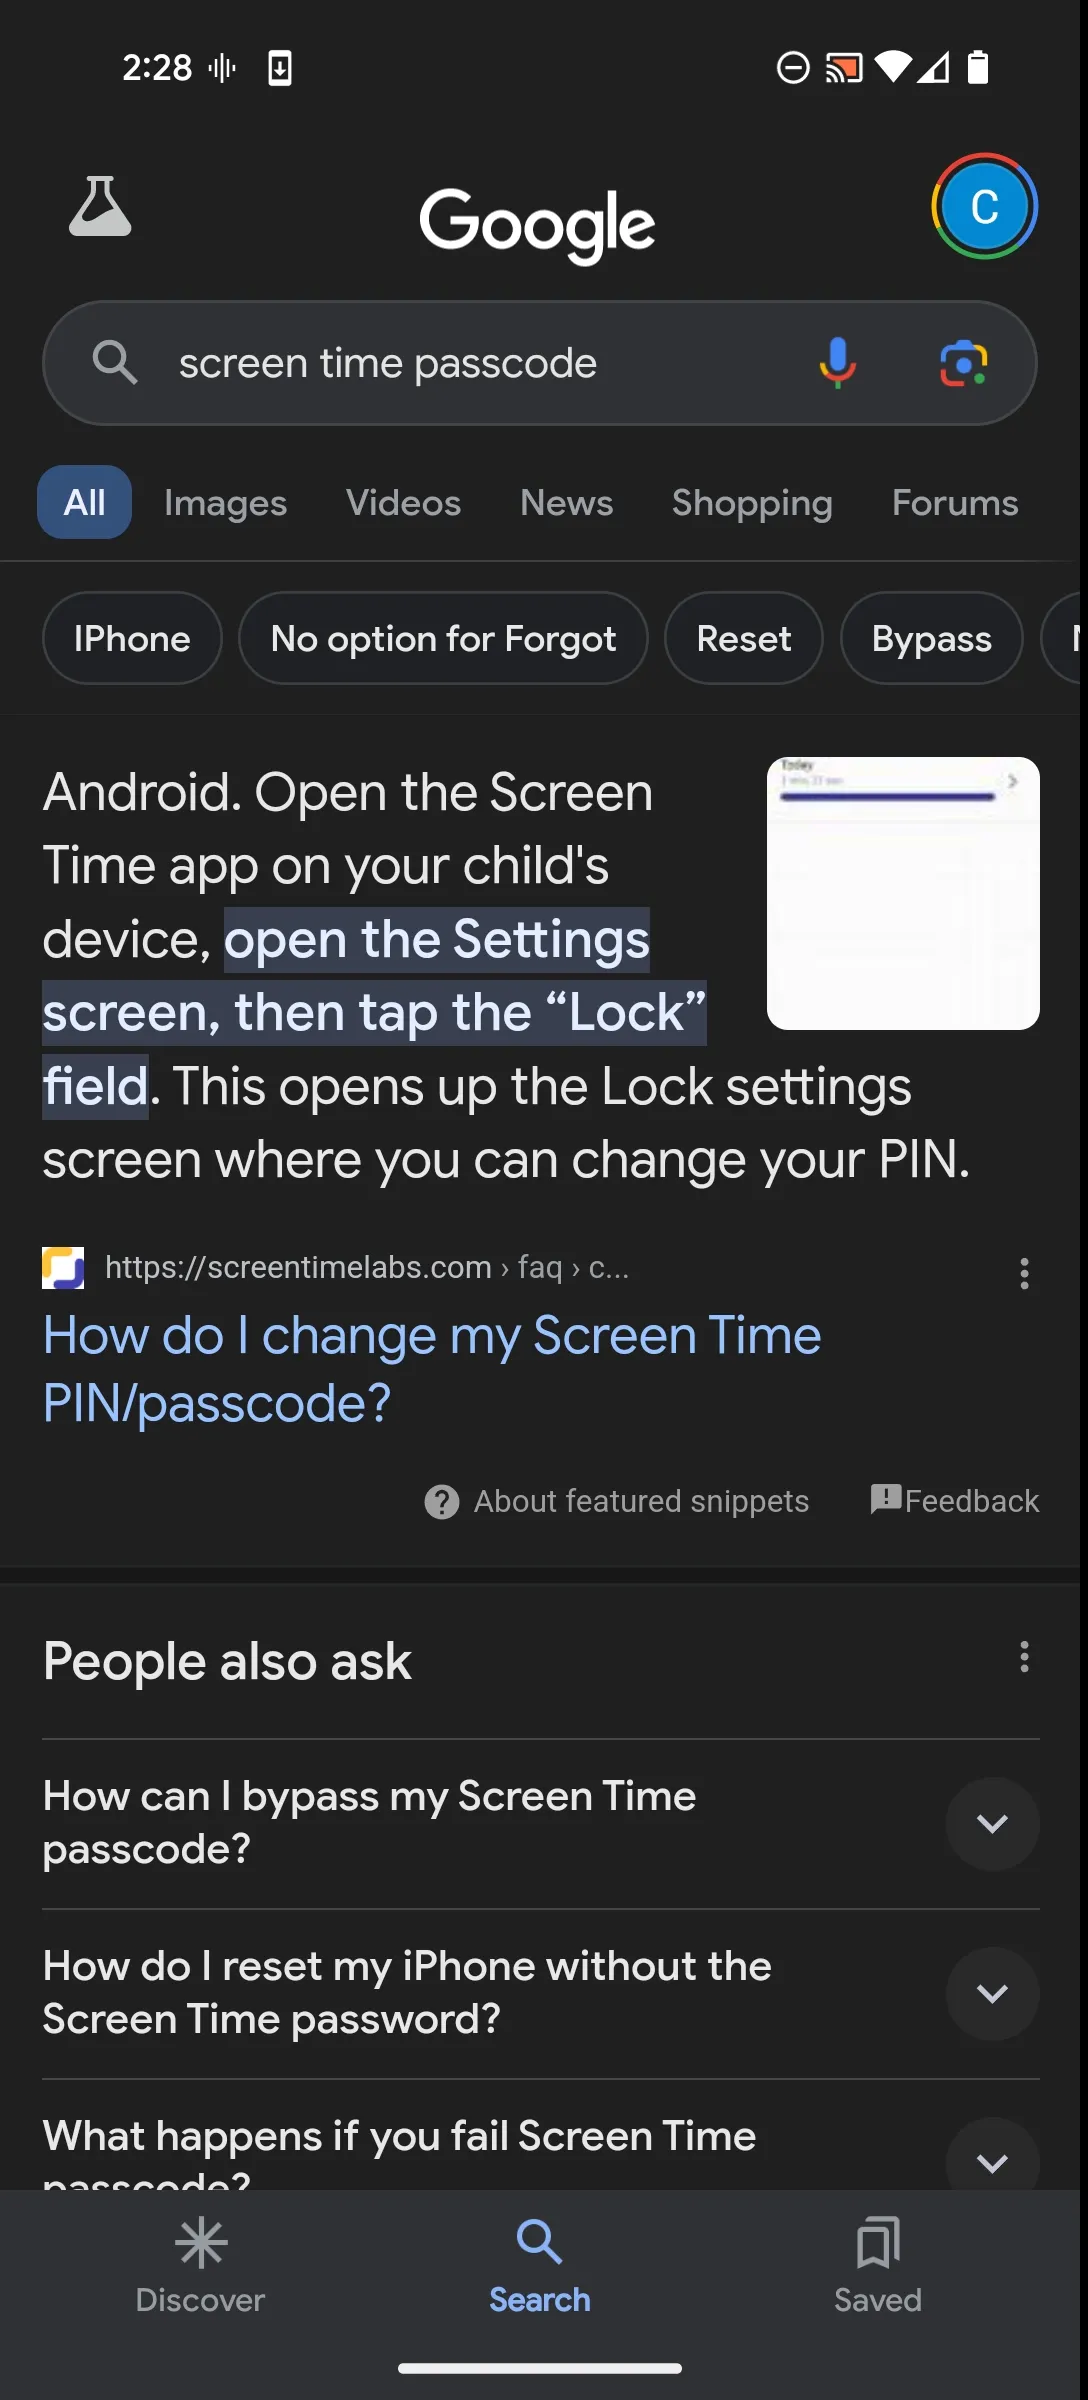 2:28
Google
C
screen time passcode
All Images Videos News Shopping Forums
IPhone No option for Forgot Reset Bypass
Android. Open the Screen
Time app on your child's
device, open the Settings
screen, then tap the “Lock”
field. This opens up the Lock settings
screen where you can change your PIN.
Today
https://screentimelabs.com › faq › c...
How do I change my Screen Time
PIN/passcode?
About featured snippets Feedback
People also ask
How can I bypass my Screen Time
passcode?
How do I reset my iPhone without the
Screen Time password?
What happens if you fail Screen Time
passcode?
Discover Search Saved